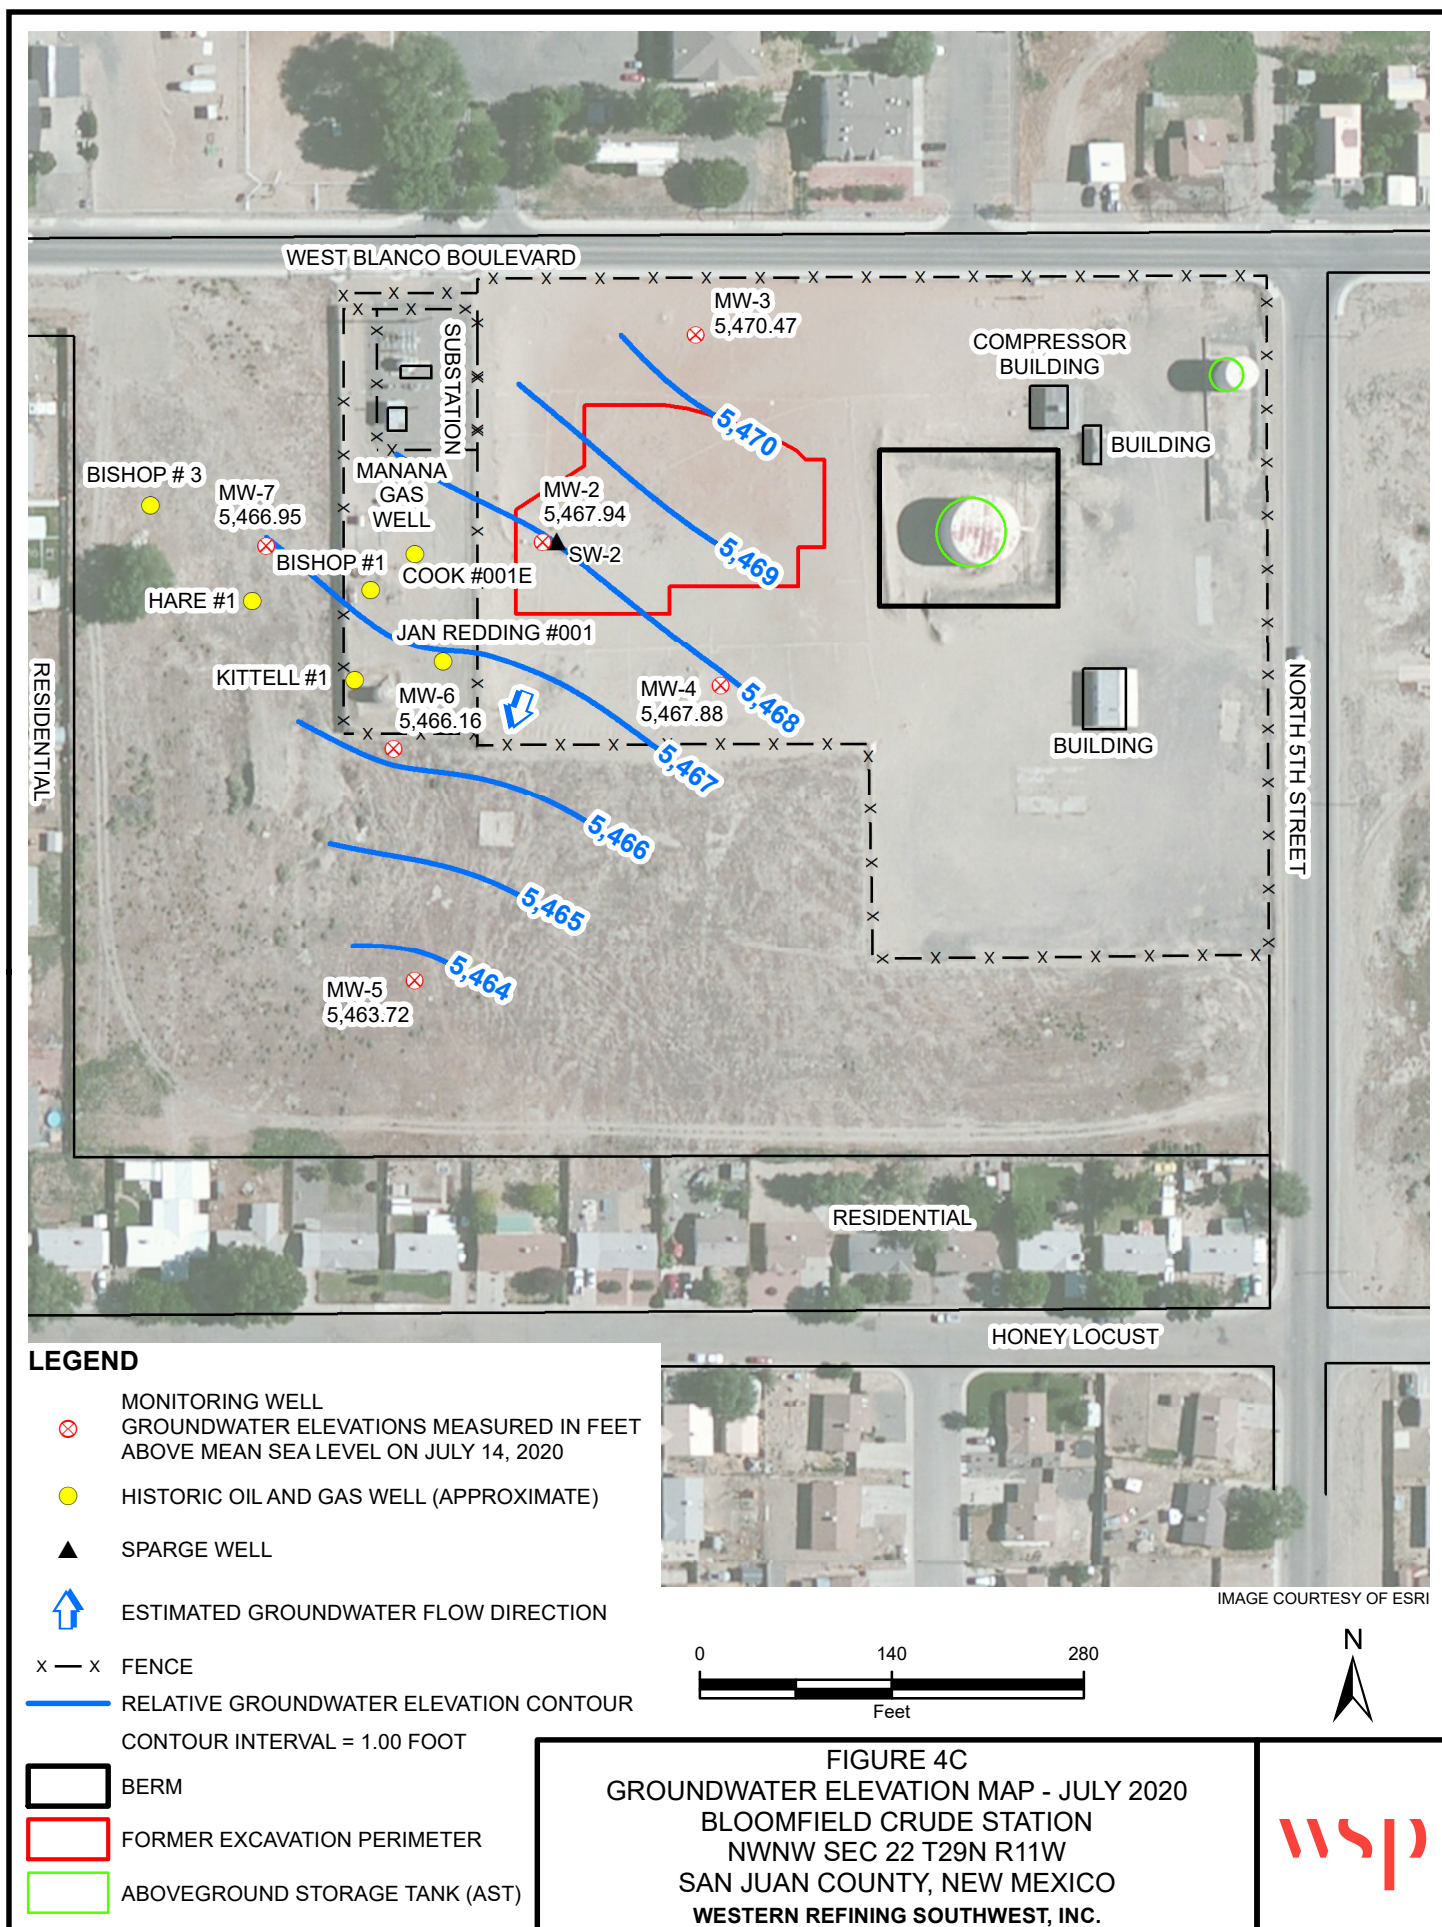 WEST BLANCO BOULEVARD
MW-3
5,470.47
SUBSTATION
COMPRESSOR
BUILDING
BUILDING
5,470
BISHOP # 3
MANANA
GAS
WELL
MW-7
5,466.95
MW-2
5,467.94
SW-2
5,469
BISHOP #1
COOK #001E
HARE #1
JAN REDDING #001
KITTELL #1
MW-6
5,466.16
MW-4
5,467.88
5,468
BUILDING
RESIDENTIAL
NORTH 5TH STREET
5,467
5,466
5,465
5,464
MW-5
5,463.72
RESIDENTIAL
HONEY LOCUST
LEGEND
MONITORING WELL
GROUNDWATER ELEVATIONS MEASURED IN FEET
ABOVE MEAN SEA LEVEL ON JULY 14, 2020
HISTORIC OIL AND GAS WELL (APPROXIMATE)
SPARGE WELL
ESTIMATED GROUNDWATER FLOW DIRECTION
X — X FENCE
RELATIVE GROUNDWATER ELEVATION CONTOUR
CONTOUR INTERVAL = 1.00 FOOT
BERM
FORMER EXCAVATION PERIMETER
ABOVEGROUND STORAGE TANK (AST)
IMAGE COURTESY OF ESRI
0 140 280
Feet
N
FIGURE 4C
GROUNDWATER ELEVATION MAP - JULY 2020
BLOOMFIELD CRUDE STATION
NWNW SEC 22 T29N R11W
SAN JUAN COUNTY, NEW MEXICO
WESTERN REFINING SOUTHWEST, INC.
wsp